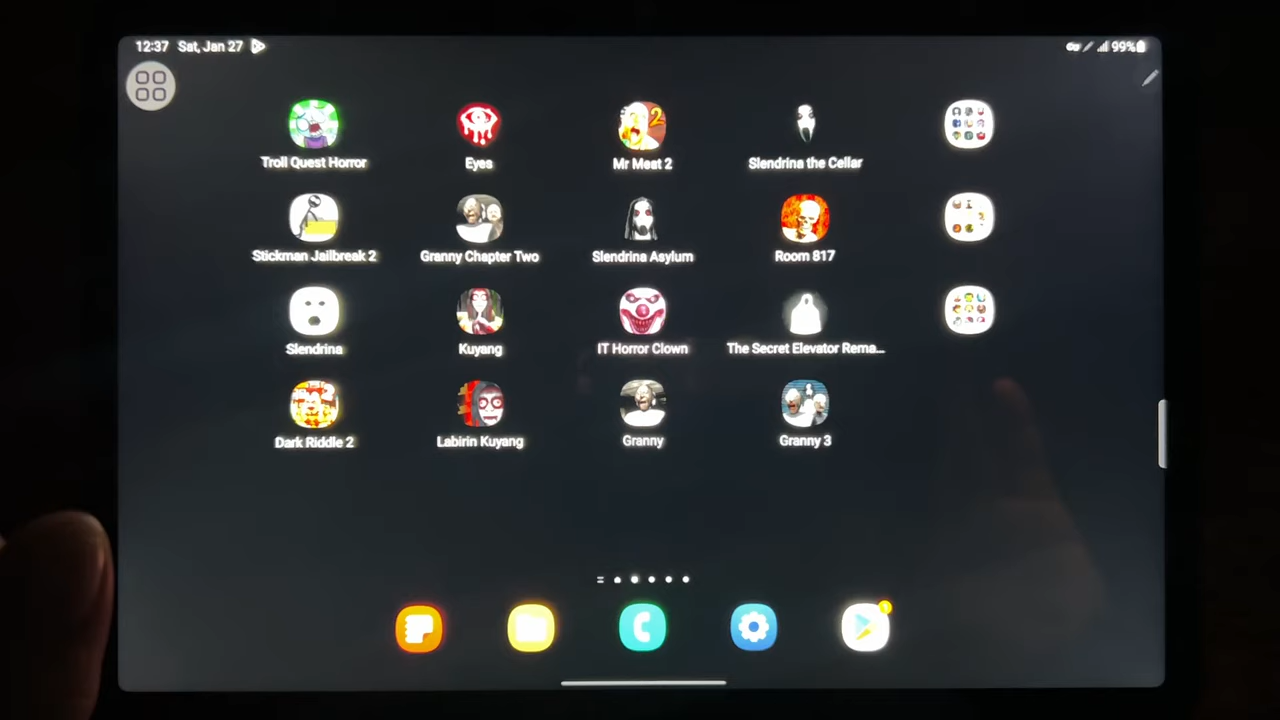 12:37 Sat, Jan 27
99%
Troll Quest Horror
Eyes
2
Mr Meat 2
Slendrina the Cellar
Stickman Jailbreak 2
Granny Chapter Two
Slendrina Asylum
Room 817
Slendrina
Kuyang
IT Horror Clown
The Secret Elevator Rema...
Dark Riddle 2
Labirin Kuyang
Granny
Granny 3